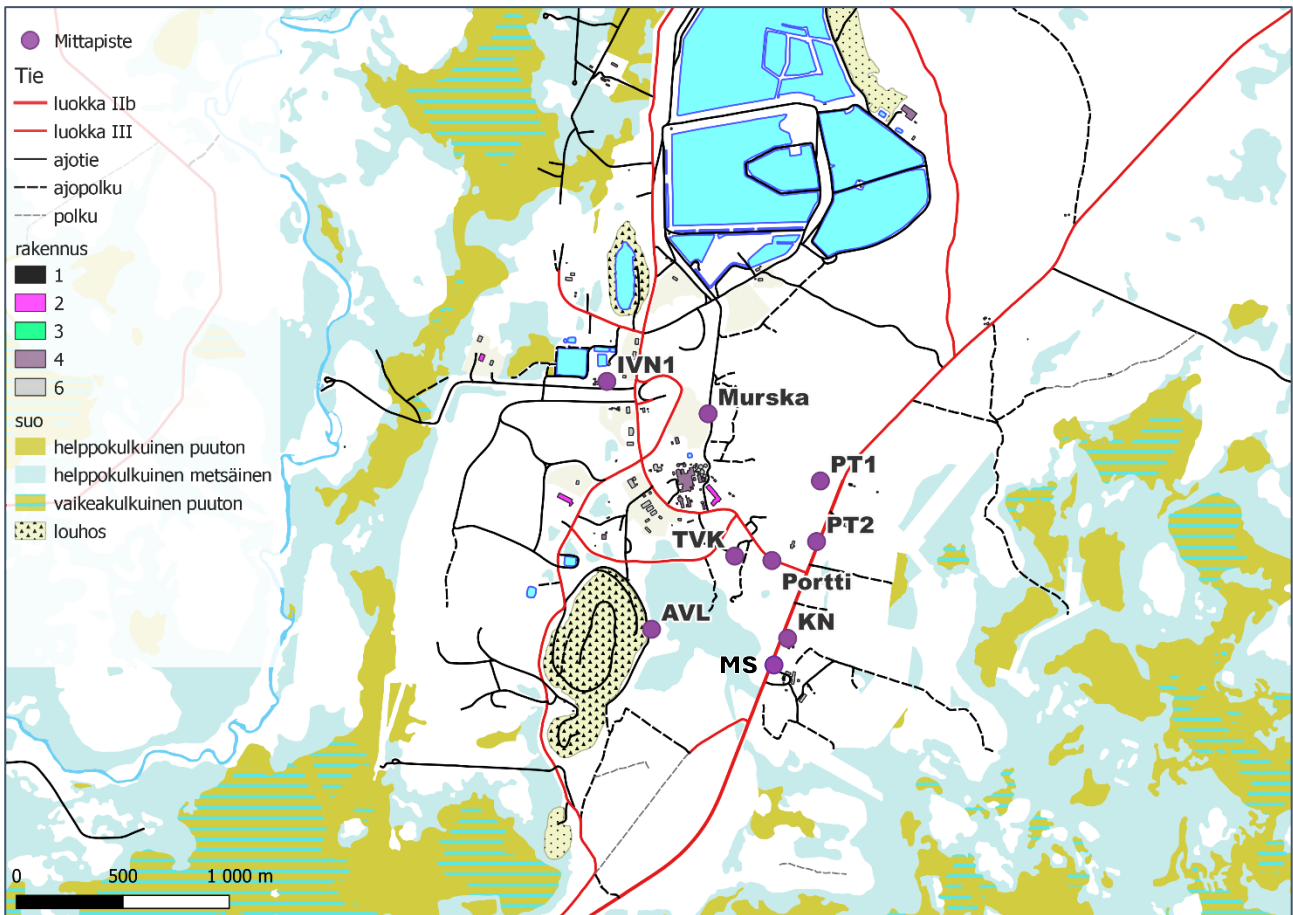 Mittapiste
Tie
luokka IIb
luokka III
ajotie
ajopolku
polku
rakennus
1
2
3
4
6
suo
helppokulkuinen puuton
helppokulkuinen metsäinen
vaikeakulkuinen puuton
louhos
IVN1
Murska
PT1
PT2
TVK
Portti
AVL
KN
MS
0 500 1 000 m